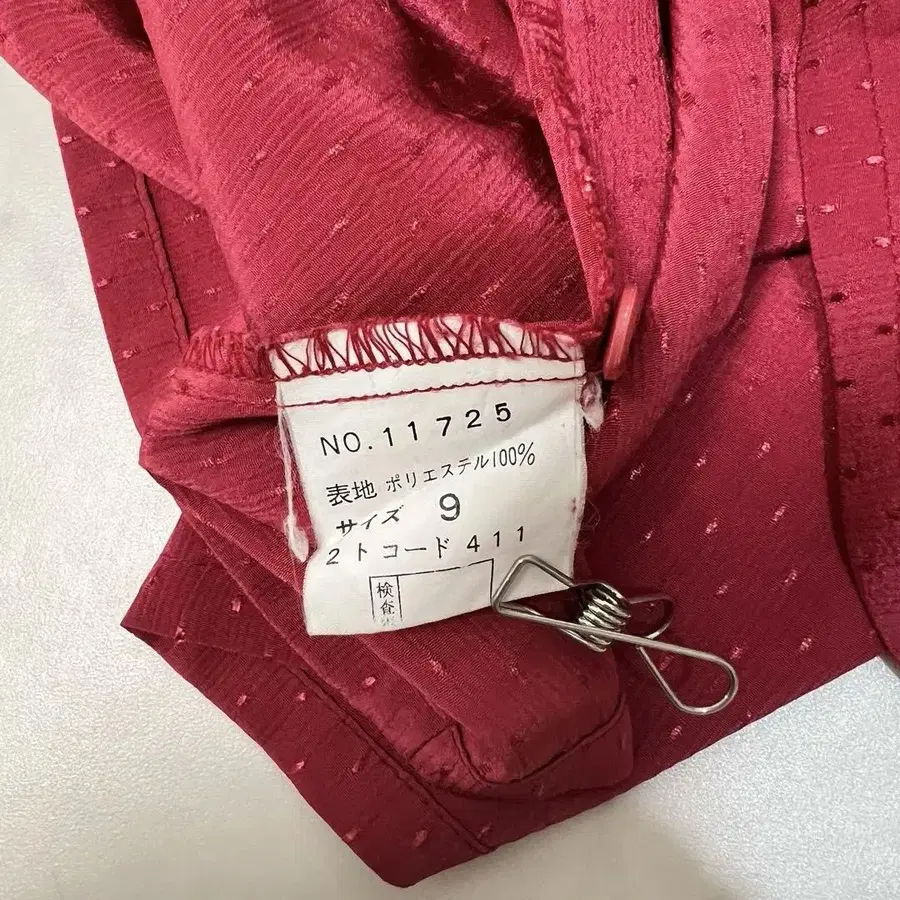 NO.11725
表地 ポリエステル100%
サイズ 9
2ト コード 411
検査